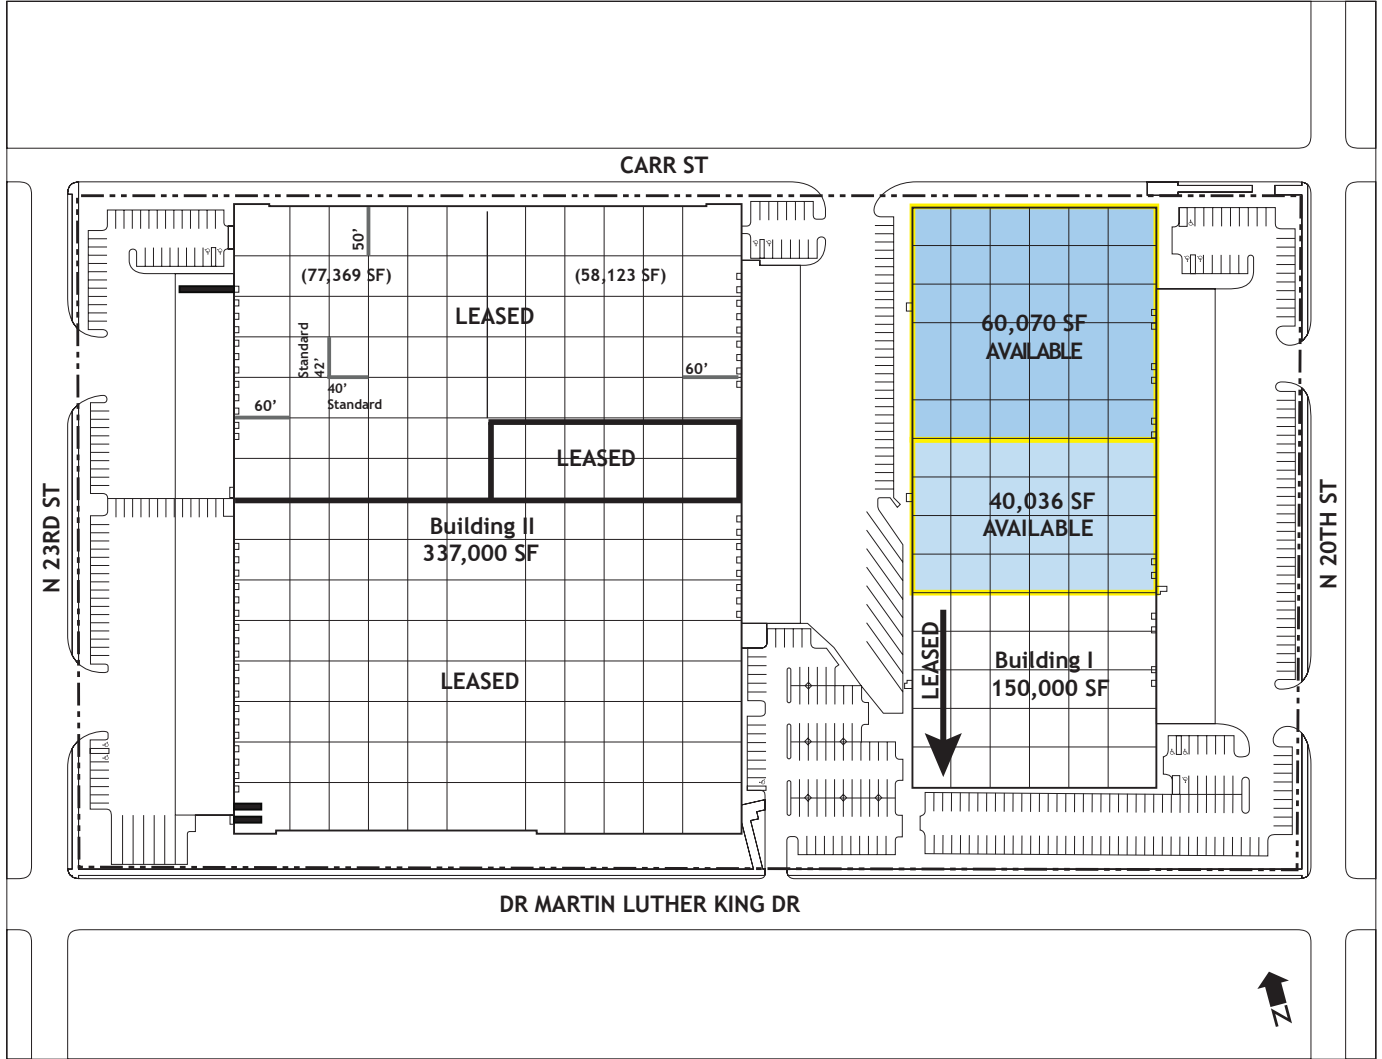 CARR ST
50'
(77,369 SF)
(58,123 SF)
LEASED
60,070 SF
AVAILABLE
Standard
42'
40'
Standard
60'
60'
LEASED
40,036 SF
AVAILABLE
N 23RD ST
N 20TH ST
Building II
337,000 SF
LEASED
LEASED
Building I
150,000 SF
DR MARTIN LUTHER KING DR
N